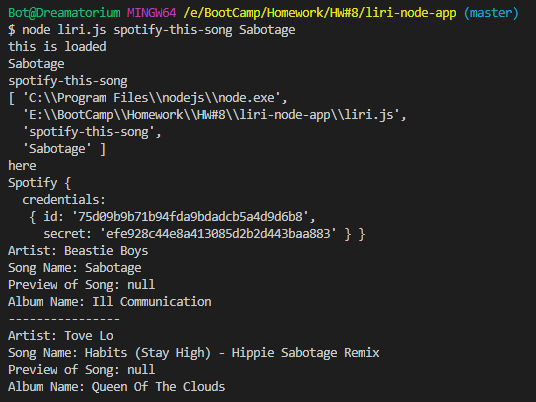 Bot@Dreamatorium MINGW64 /e/BootCamp/Homework/HW#8/liri-node-app (master)
$ node liri.js spotify-this-song Sabotage
this is loaded
Sabotage
spotify-this-song
[ 'C:\\Program Files\\nodejs\\node.exe',
  'E:\\BootCamp\\Homework\\HW#8\\liri-node-app\\liri.js',
  'spotify-this-song',
  'Sabotage' ]
here
Spotify {
  credentials:
   { id: '75d09b9b71b94fda9bdadcb5a4d9d6b8',
     secret: 'efe928c44e8a413085d2b2d443baa883' } }
Artist: Beastie Boys
Song Name: Sabotage
Preview of Song: null
Album Name: Ill Communication
----------------
Artist: Tove Lo
Song Name: Habits (Stay High) - Hippie Sabotage Remix
Preview of Song: null
Album Name: Queen Of The Clouds